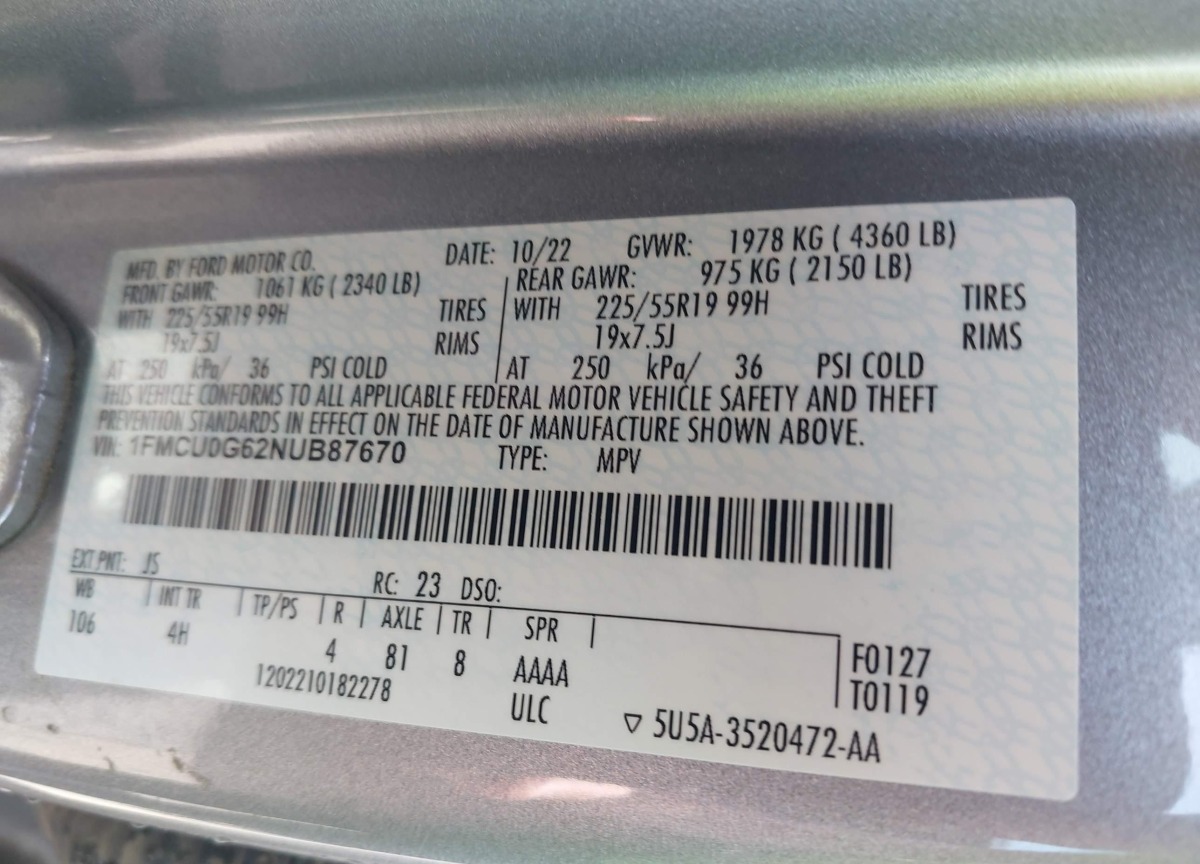 MFD. BY FORD MOTOR CO. DATE: 10/22 GVWR: 1978 KG ( 4360 LB)
FRONT GAWR: 1061 KG ( 2340 LB) REAR GAWR: 975 KG ( 2150 LB)
WITH 225/55R19 99H TIRES WITH 225/55R19 99H TIRES
19x7.5J RIMS 19x7.5J RIMS
AT 250 kPa/ 36 PSI COLD AT 250 kPa/ 36 PSI COLD
THIS VEHICLE CONFORMS TO ALL APPLICABLE FEDERAL MOTOR VEHICLE SAFETY AND THEFT
PREVENTION STANDARDS IN EFFECT ON THE DATE OF MANUFACTURE SHOWN ABOVE.
VIN: 1FMCU0G62NUB87670 TYPE: MPV
EXT PNT: JS RC: 23 DSO:
WB INT TR TP/PS R AXLE TR SPR
106 4H 4 81 8 AAAA F0127
T0119
1202210182278 ULC ▽ 5U5A-3520472-AA